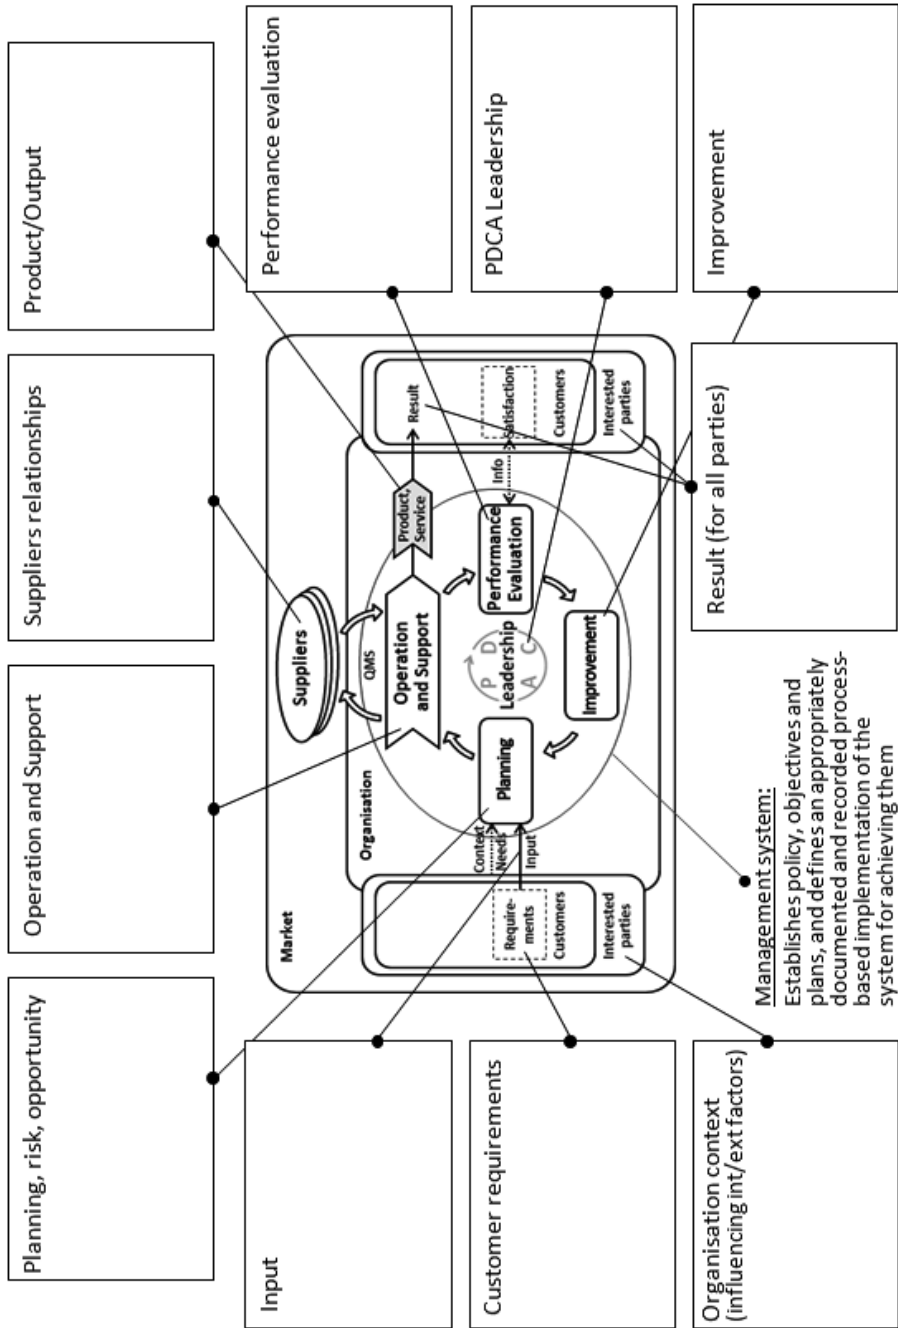 Planning, risk, opportunity
Operation and Support
Suppliers relationships
Product/Output
Input
Customer requirements
Organisation context
(influencing int/ext factors)
Market
Organisation
Suppliers
QMS
Operation
and Support
Product,
Service
Result
Context
Needs
Input
Require-
ments
Customers
Interested
parties
Planning
P D
Leadership
A C
Performance
Evaluation
Info
Satisfaction
Customers
Interested
parties
Improvement
Performance evaluation
PDCA Leadership
Improvement
Management system:
Establishes policy, objectives and
plans, and defines an appropriately
documented and recorded process-
based implementation of the
system for achieving them
Result (for all parties)